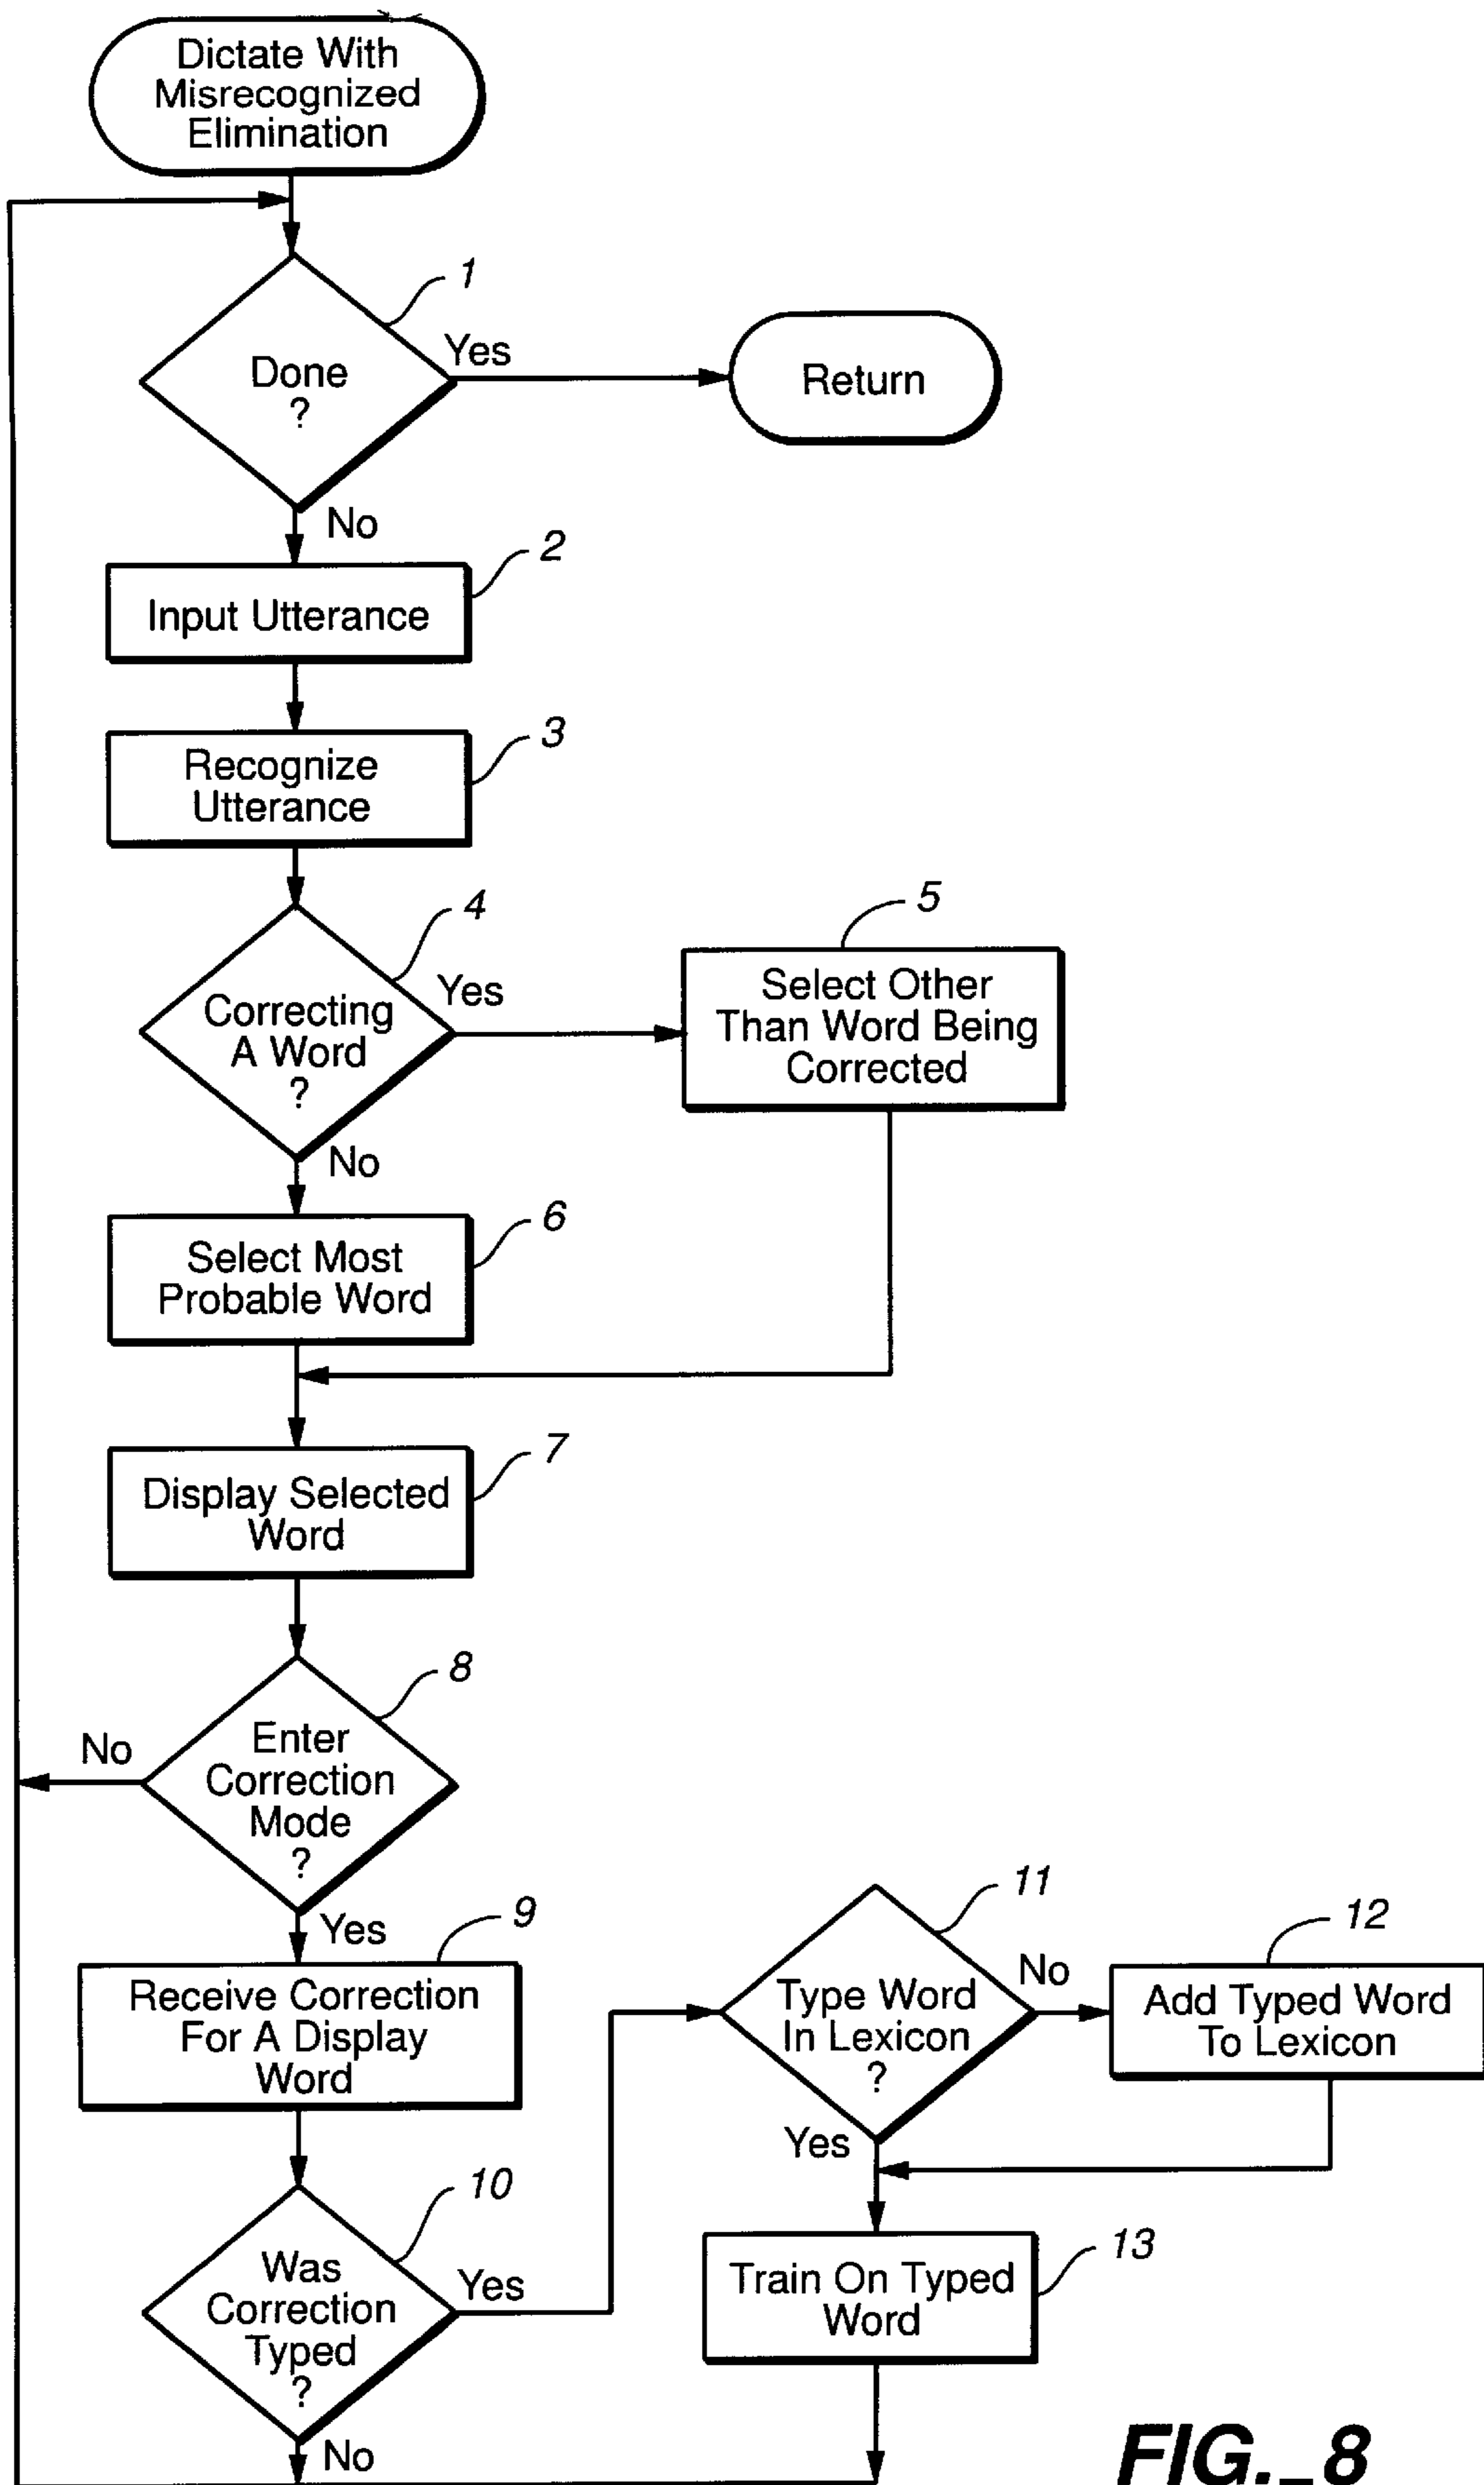 Dictate With
Misrecognized
Elimination
1
Done
?
Yes
Return
No
2
Input Utterance
3
Recognize
Utterance
4
Correcting
A Word
?
Yes
5
Select Other
Than Word Being
Corrected
No
6
Select Most
Probable Word
7
Display Selected
Word
8
Enter
Correction
Mode
?
No
Yes
9
Receive Correction
For A Display
Word
10
Was
Correction
Typed
?
Yes
No
11
Type Word
In Lexicon
?
No
12
Add Typed Word
To Lexicon
Yes
13
Train On Typed
Word
FIG._8